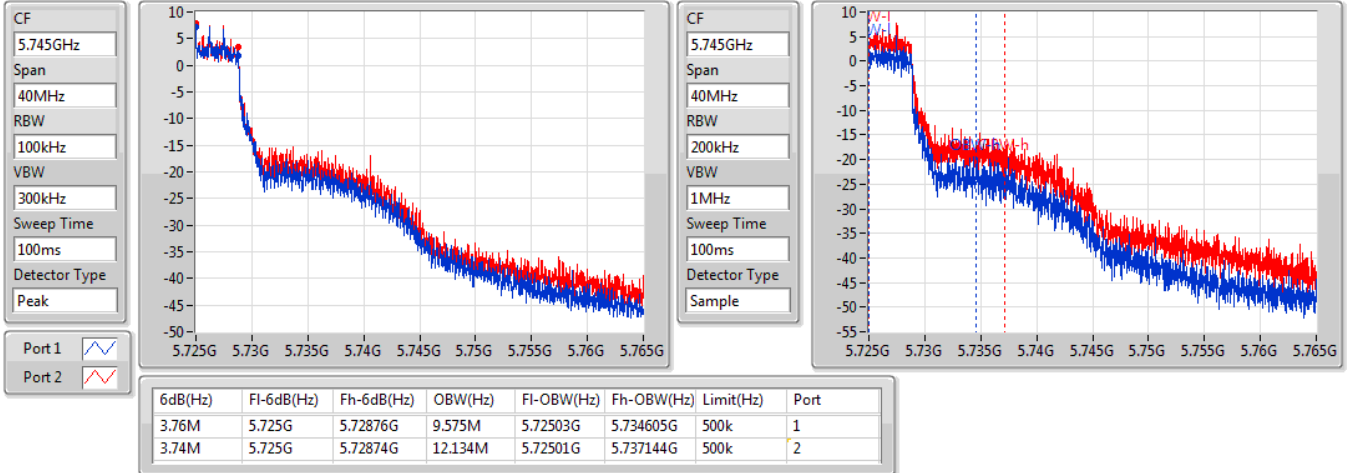 CF
5.745GHz
Span
40MHz
RBW
100kHz
VBW
300kHz
Sweep Time
100ms
Detector Type
Peak
Port 1
Port 2
10
5
0
-5
-10
-15
-20
-25
-30
-35
-40
-45
-50
5.725G 5.73G 5.735G 5.74G 5.745G 5.75G 5.755G 5.76G 5.765G
CF
5.745GHz
Span
40MHz
RBW
200kHz
VBW
1MHz
Sweep Time
100ms
Detector Type
Sample
10
5
0
-5
-10
-15
-20
-25
-30
-35
-40
-45
-50
-55
5.725G 5.73G 5.735G 5.74G 5.745G 5.75G 5.755G 5.76G 5.765G
6dB(Hz) Fl-6dB(Hz) Fh-6dB(Hz) OBW(Hz) Fl-OBW(Hz) Fh-OBW(Hz) Limit(Hz) Port
3.76M 5.725G 5.72876G 9.575M 5.72503G 5.734605G 500k 1
3.74M 5.725G 5.72874G 12.134M 5.72501G 5.737144G 500k 2